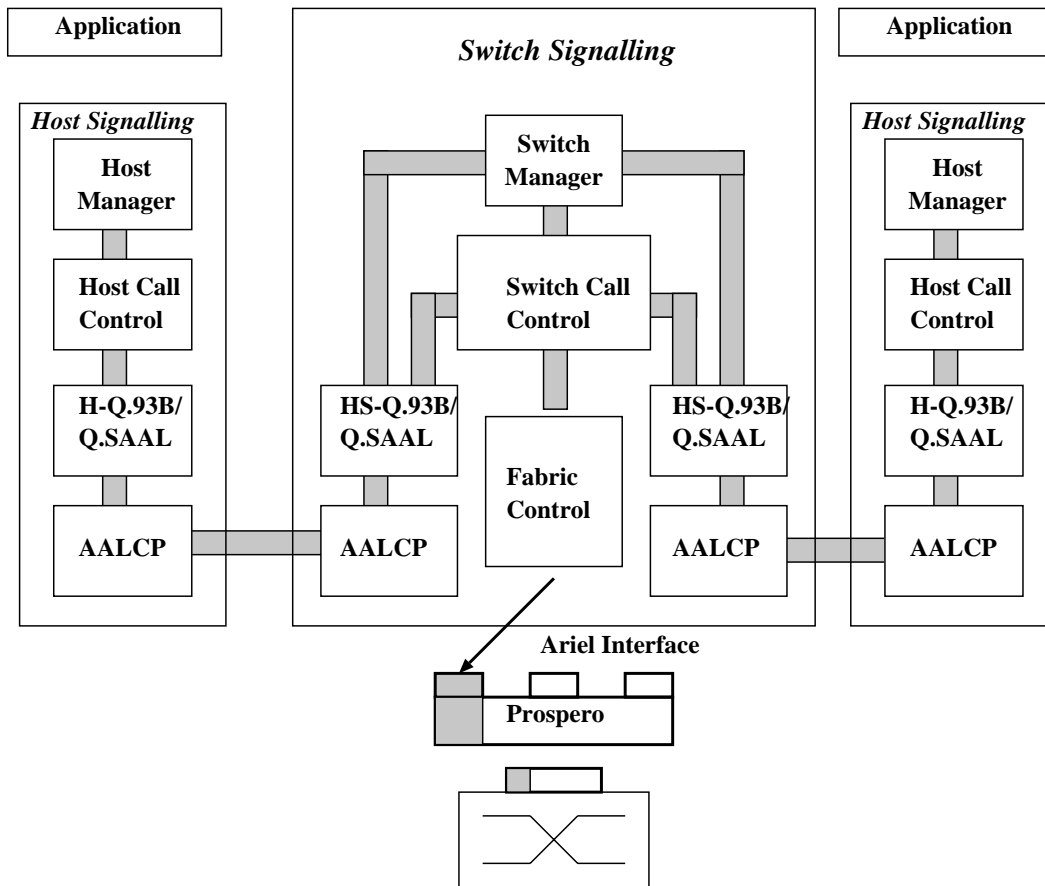 Application
Switch Signalling
Application
Host Signalling
Host
Manager
Host Call
Control
H-Q.93B/
Q.SAAL
AALCP
Switch
Manager
Switch Call
Control
HS-Q.93B/
Q.SAAL
AALCP
Fabric
Control
HS-Q.93B/
Q.SAAL
AALCP
Host Signalling
Host
Manager
Host Call
Control
H-Q.93B/
Q.SAAL
AALCP
Ariel Interface
Prospero